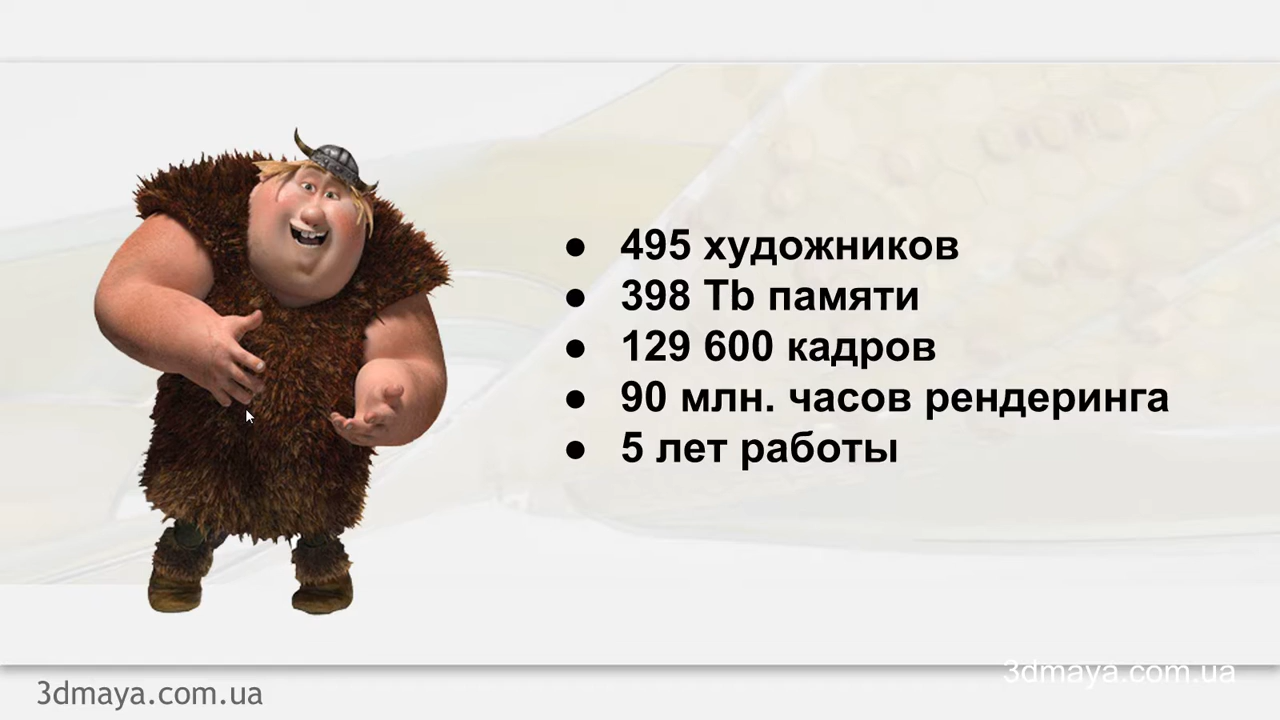 ● 495 художников
● 398 Tb памяти
● 129 600 кадров
● 90 млн. часов рендеринга
● 5 лет работы
3dmaya.com.ua
3dmaya.com.ua